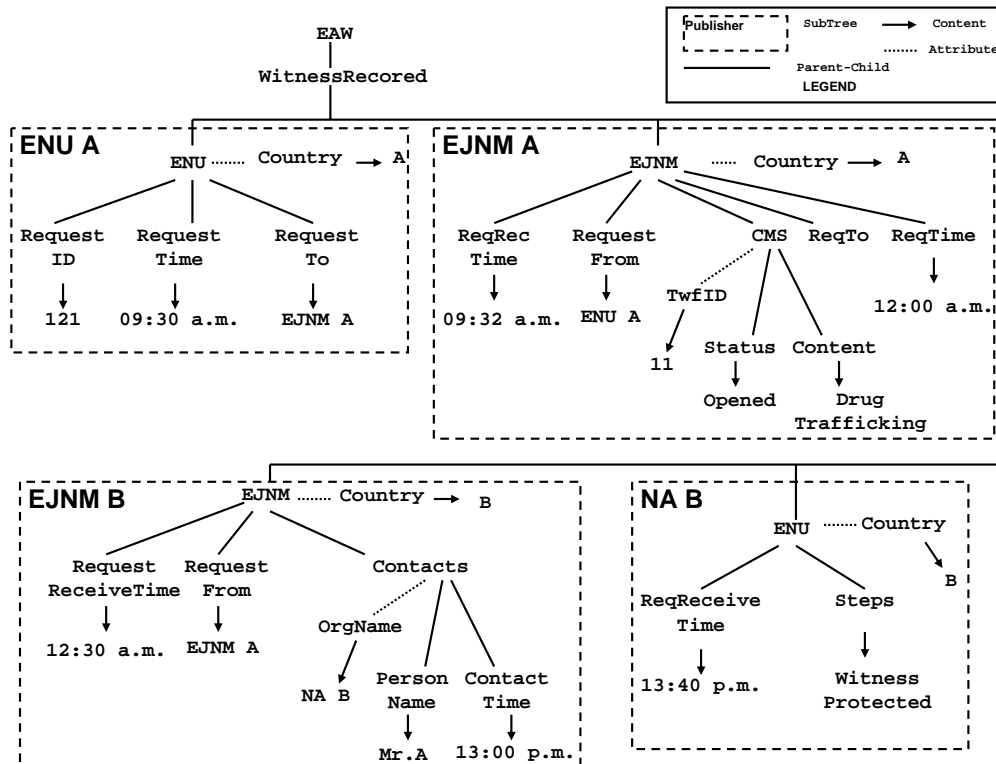 EAW
WitnessRecored
Publisher
SubTree
Content
Attribute
Parent-Child
LEGEND
ENU A
ENU
Country
A
Request
ID
121
Request
Time
09:30 a.m.
Request
To
EJNM A
EJNM A
EJNM
Country
A
ReqRec
Time
09:32 a.m.
Request
From
ENU A
CMS
TwfID
11
Status
Opened
Content
Drug
Trafficking
ReqTo
ReqTime
12:00 a.m.
EJNM B
EJNM
Country
B
Request
ReceiveTime
12:30 a.m.
Request
From
EJNM A
Contacts
OrgName
NA B
Person
Name
Mr.A
Contact
Time
13:00 p.m.
NA B
ENU
Country
B
ReqReceive
Time
13:40 p.m.
Steps
Witness
Protected